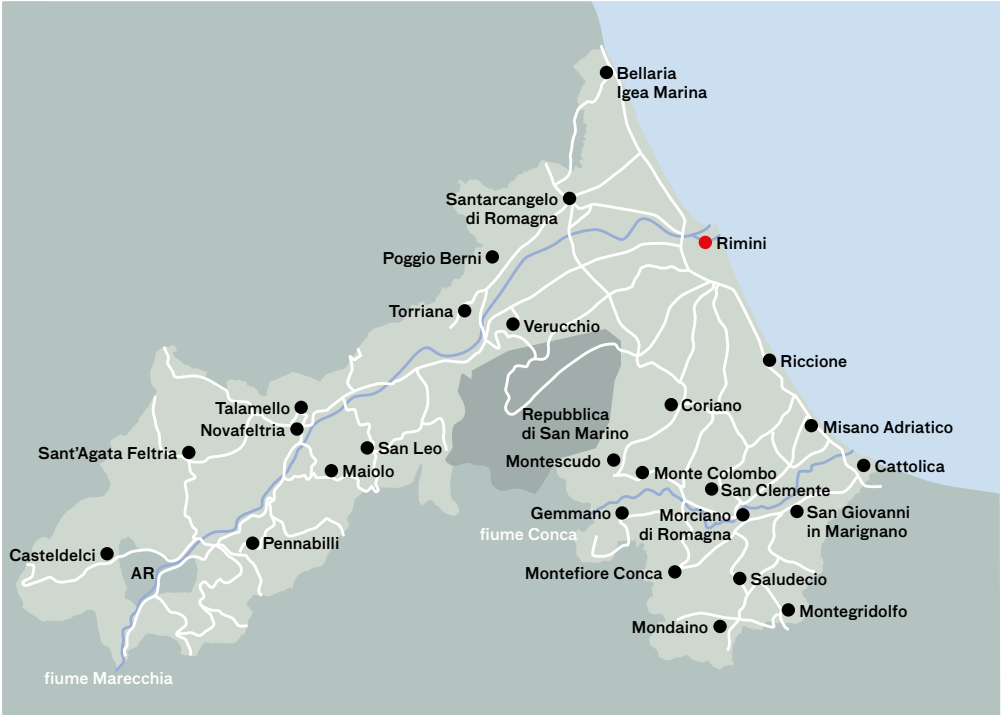 Bellaria
Igea Marina
Santarcangelo
di Romagna
Rimini
Poggio Berni
Torriana
Verucchio
Riccione
Talamello
Coriano
Repubblica
di San Marino
Novafeltria
Misano Adriatico
San Leo
Sant'Agata Feltria
Montescudo
Cattolica
Maiolo
Monte Colombo
San Clemente
Gemmano
Morciano
di Romagna
San Giovanni
in Marignano
fiume Conca
Pennabilli
Casteldelci
AR
Montefiore Conca
Saludecio
Montegridolfo
Mondaino
fiume Marecchia